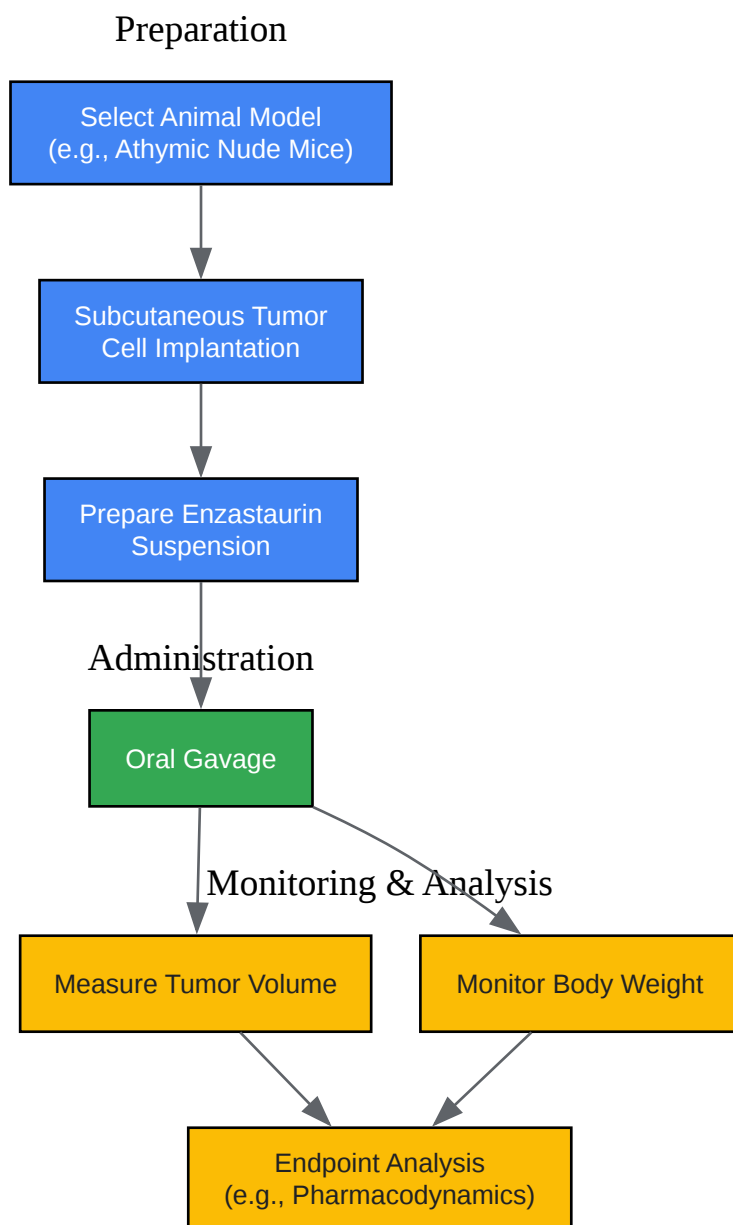 Preparation
Select Animal Model
(e.g., Athymic Nude Mice)
Subcutaneous Tumor
Cell Implantation
Prepare Enzastaurin
Suspension
Administration
Oral Gavage
Monitoring & Analysis
Measure Tumor Volume
Monitor Body Weight
Endpoint Analysis
(e.g., Pharmacodynamics)